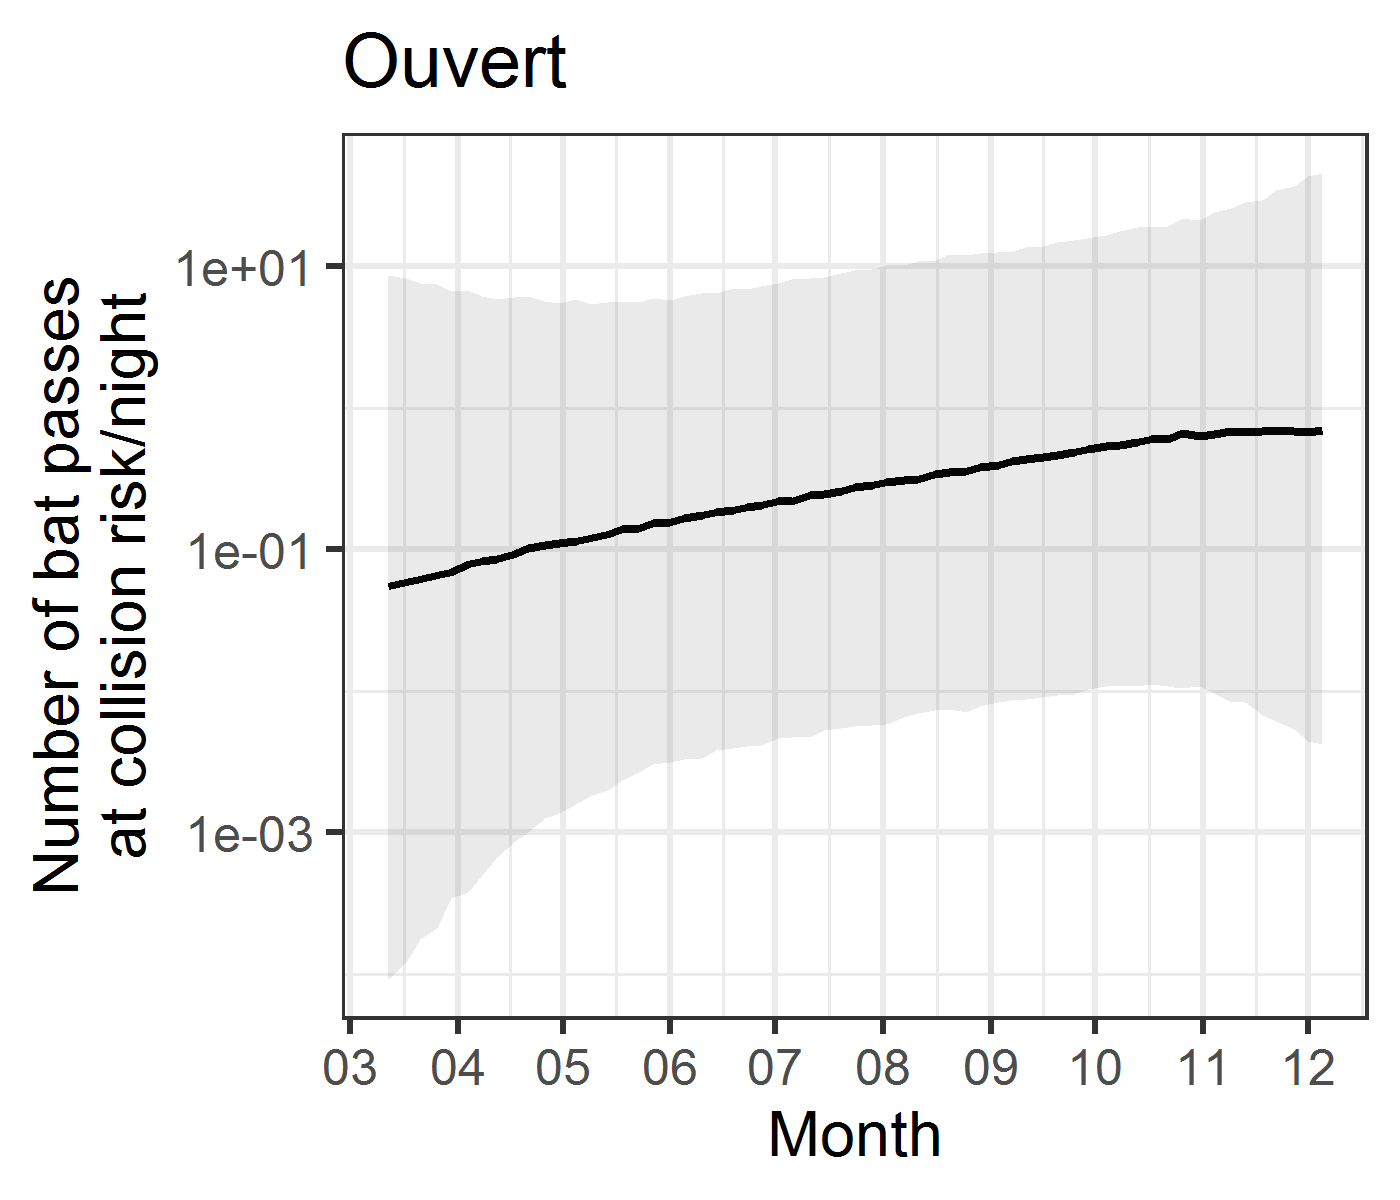 Ouvert
Number of bat passes
at collision risk/night
1e+01
1e-01
1e-03
03 04 05 06 07 08 09 10 11 12
Month